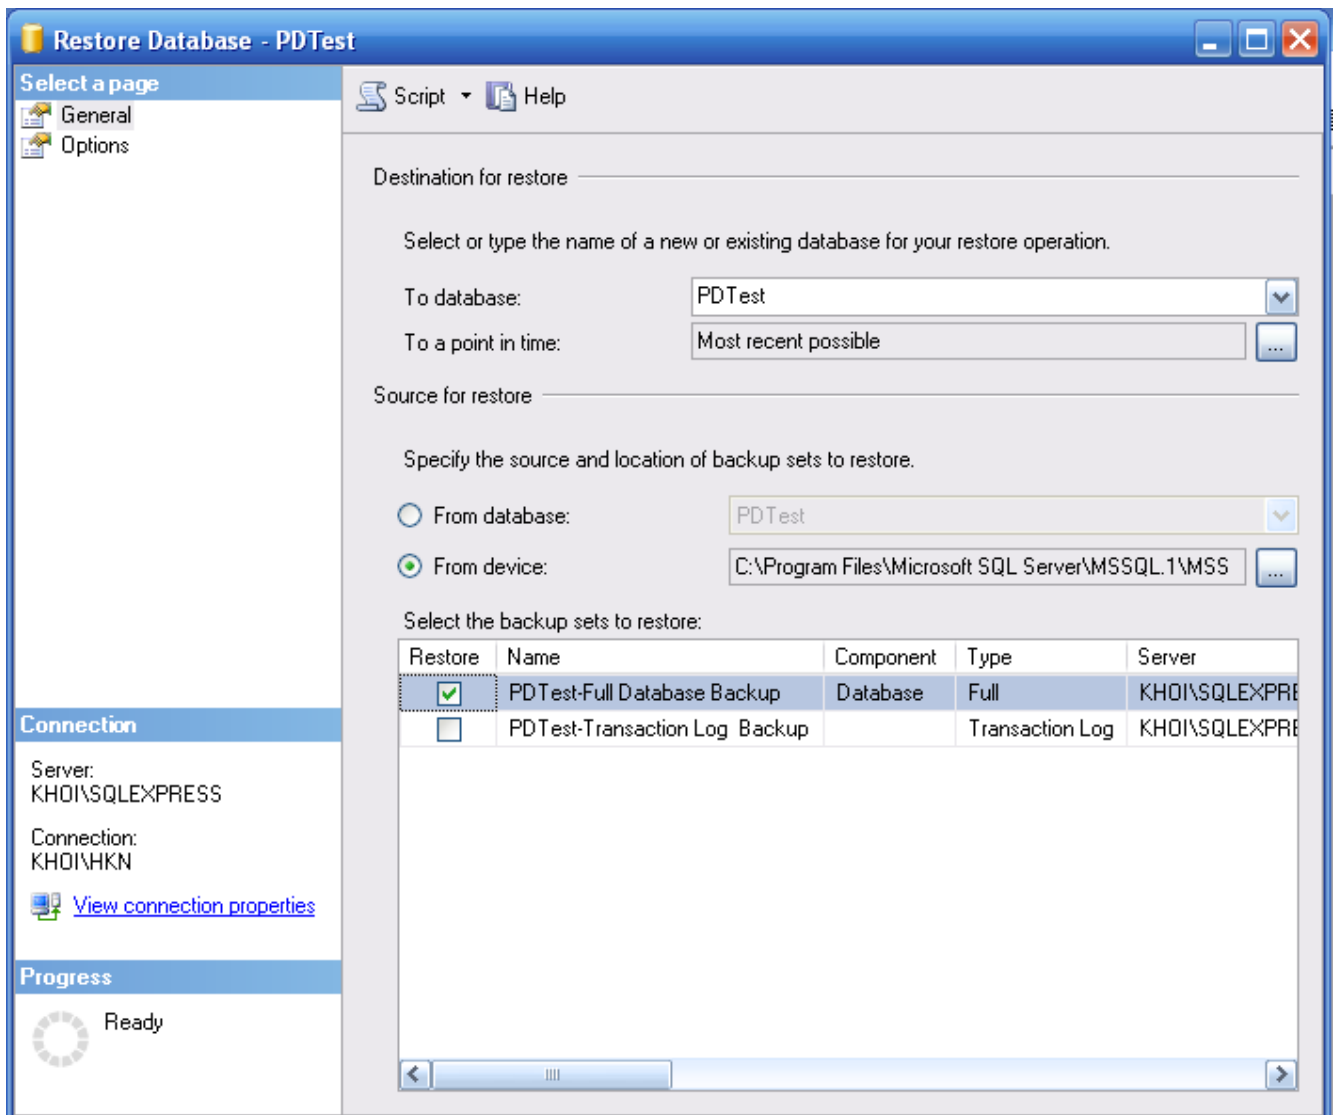 Restore Database - PDTest
Select a page
General
Options
Script
Help
Destination for restore
Select or type the name of a new or existing database for your restore operation.
To database: PDTest
To a point in time: Most recent possible ...
Source for restore
Specify the source and location of backup sets to restore.
From database: PDTest
From device: C:\Program Files\Microsoft SQL Server\MSSQL.1\MSS ...
Select the backup sets to restore:
Restore Name Component Type Server
PDTest-Full Database Backup Database Full KHOI\SQLEXPRE
PDTest-Transaction Log Backup Transaction Log KHOI\SQLEXPRE
Connection
Server:
KHOI\SQLEXPRESS
Connection:
KHOI\HKN
View connection properties
Progress
Ready